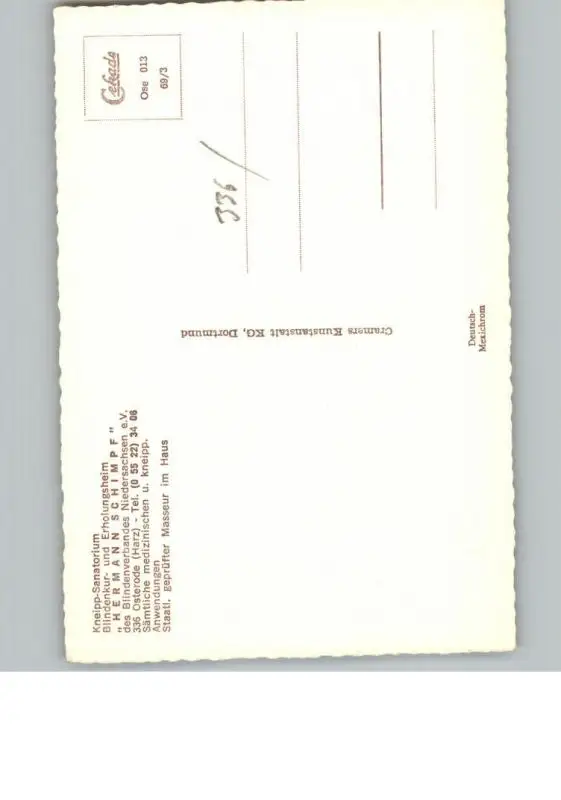 Kneipp-Sanatorium
Blindenkur- und Erholungsheim
"HERMANN SCHIMPF"
des Blindenverbandes Niedersachsen e.V.
336 Osterode (Harz) - Tel. (0 55 22) 34 06
Sämtliche medizinischen u. kneipp.
Anwendungen
Staatl. geprüfter Masseur im Haus
Cramers Kunstanstalt KG, Dortmund
Cekade
Ose 013
69/3
336/
Deutsch-
Mexichrom